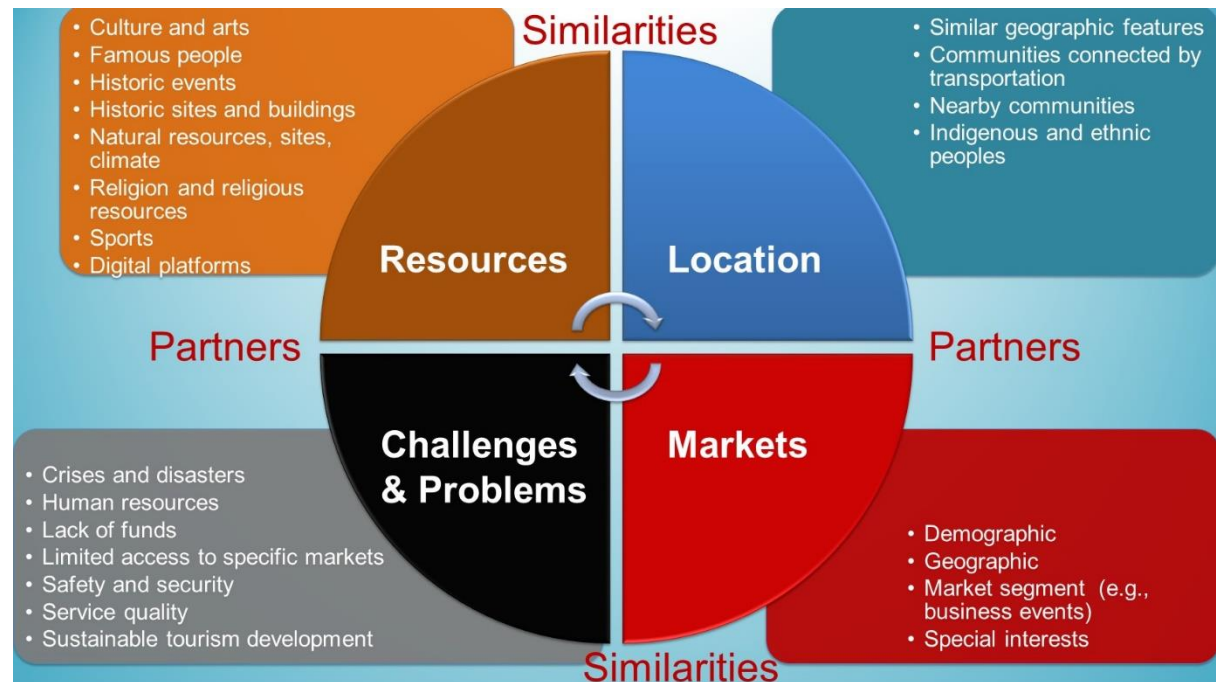 Similarities
• Culture and arts
• Famous people
• Historic events
• Historic sites and buildings
• Natural resources, sites,
climate
• Religion and religious
resources
• Sports
• Digital platforms
• Similar geographic features
• Communities connected by
transportation
• Nearby communities
• Indigenous and ethnic
peoples
Resources
Location
Partners
Partners
Challenges
& Problems
Markets
• Crises and disasters
• Human resources
• Lack of funds
• Limited access to specific markets
• Safety and security
• Service quality
• Sustainable tourism development
• Demographic
• Geographic
• Market segment (e.g.,
business events)
• Special interests
Similarities